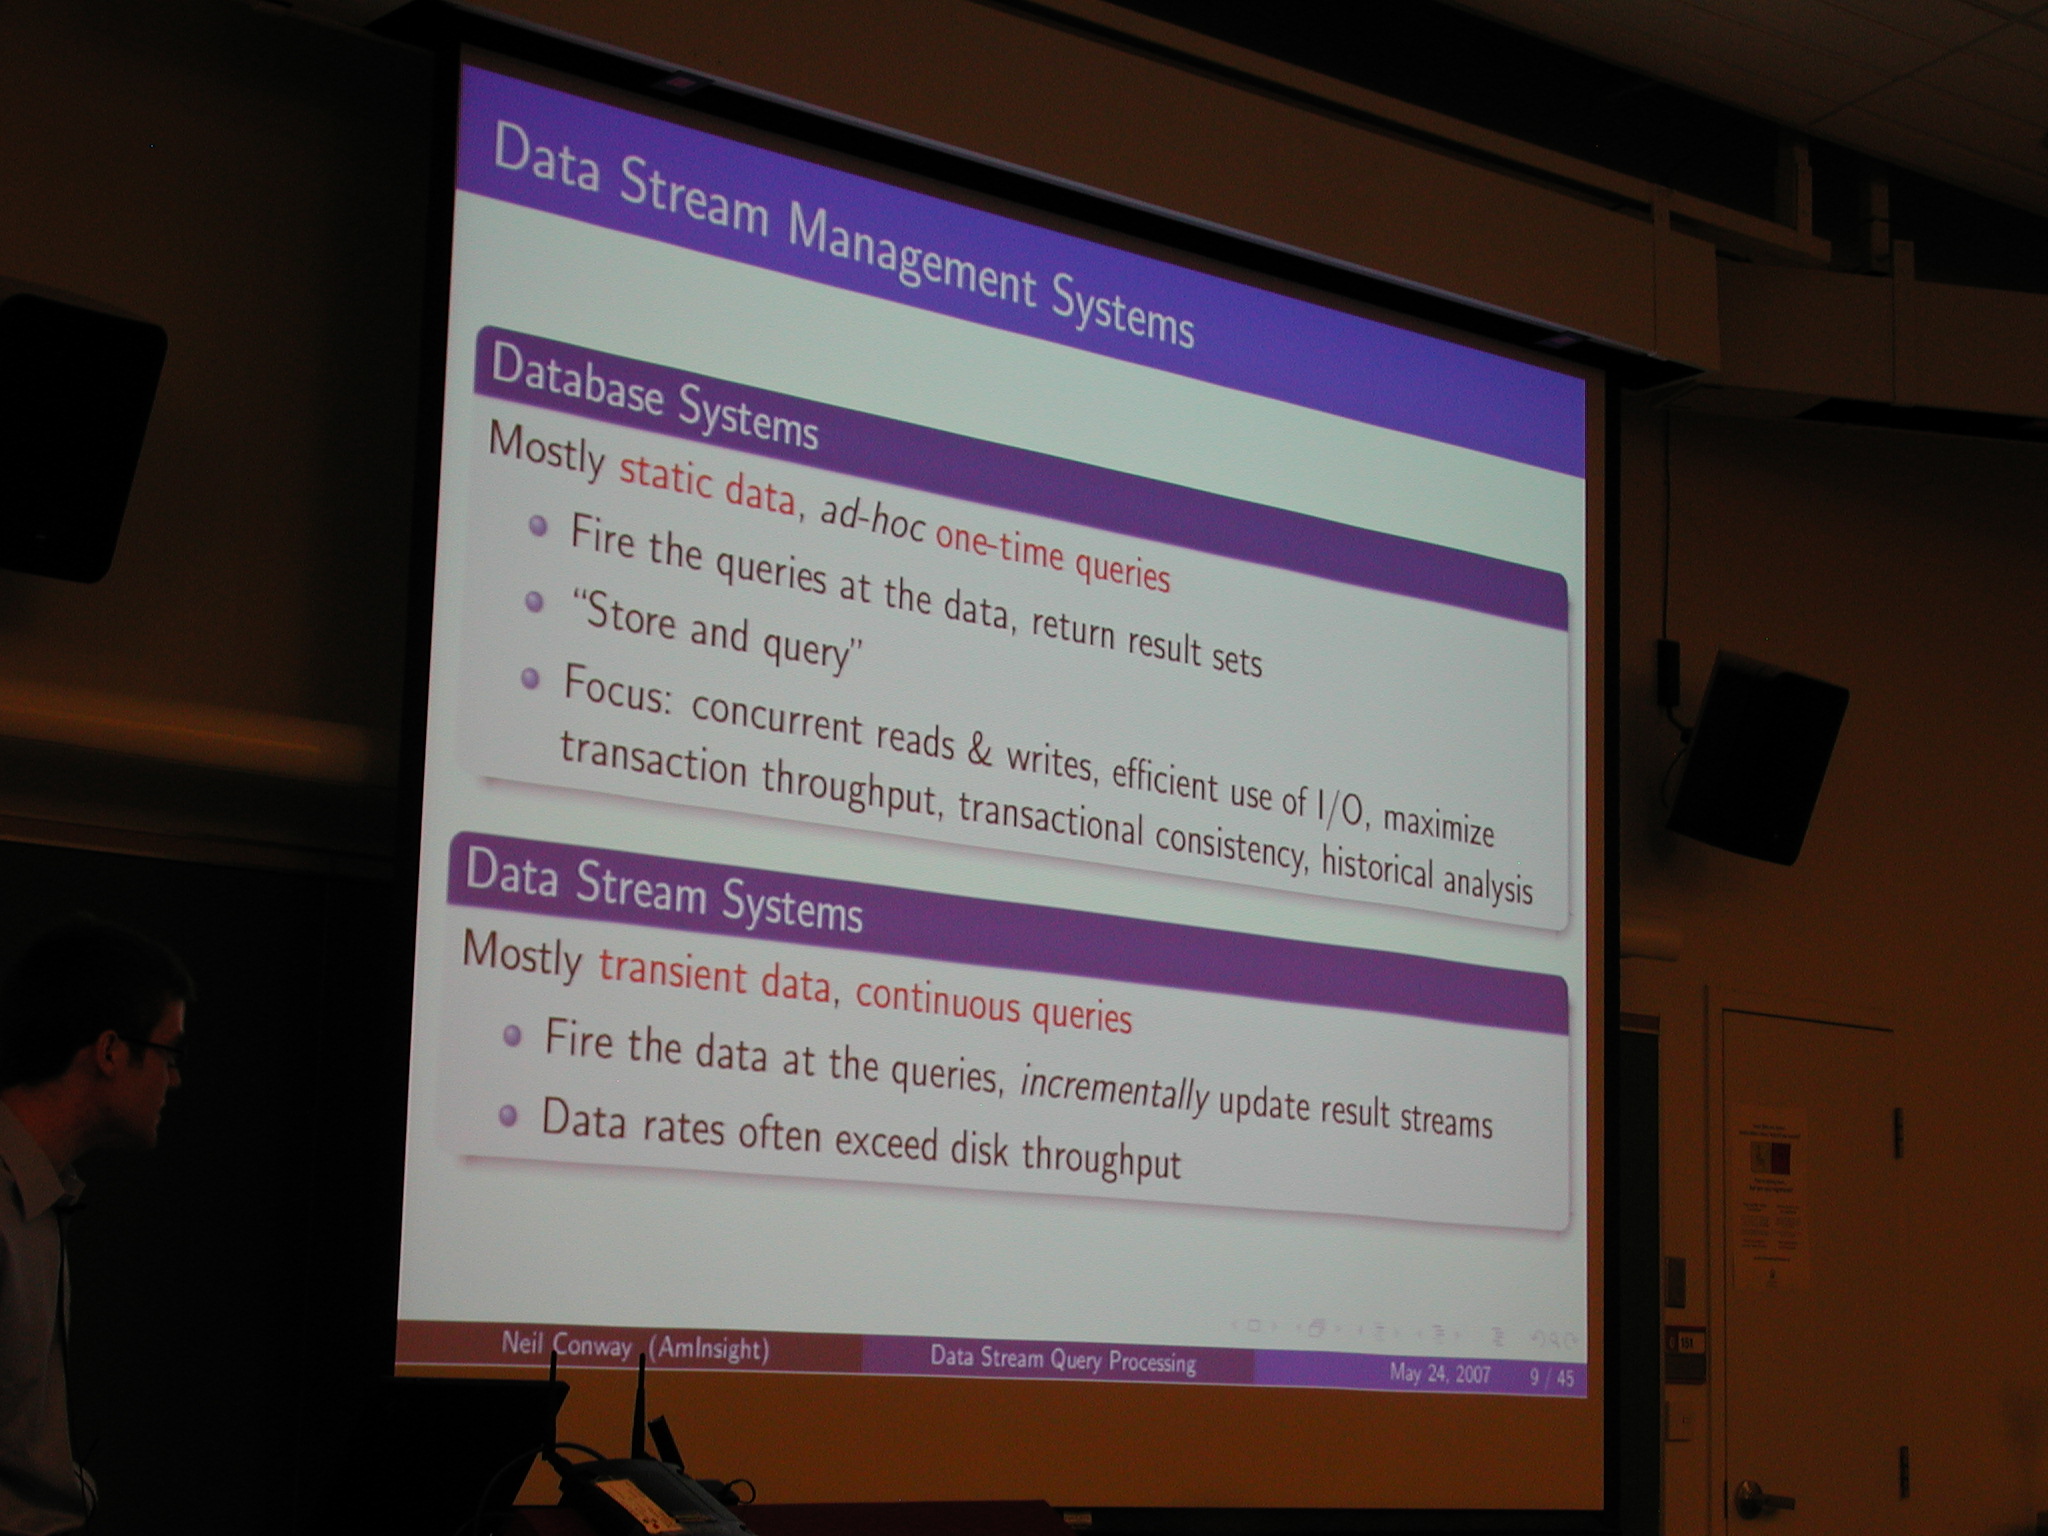 Data Stream Management Systems
Database Systems
Mostly static data, ad-hoc one-time queries
Fire the queries at the data, return result sets
“Store and query”
Focus: concurrent reads & writes, efficient use of I/O, maximize
transaction throughput, transactional consistency, historical analysis
Data Stream Systems
Mostly transient data, continuous queries
Fire the data at the queries, incrementally update result streams
Data rates often exceed disk throughput
Neil Conway (AmInsight) Data Stream Query Processing May 24, 2007 9 / 45
151